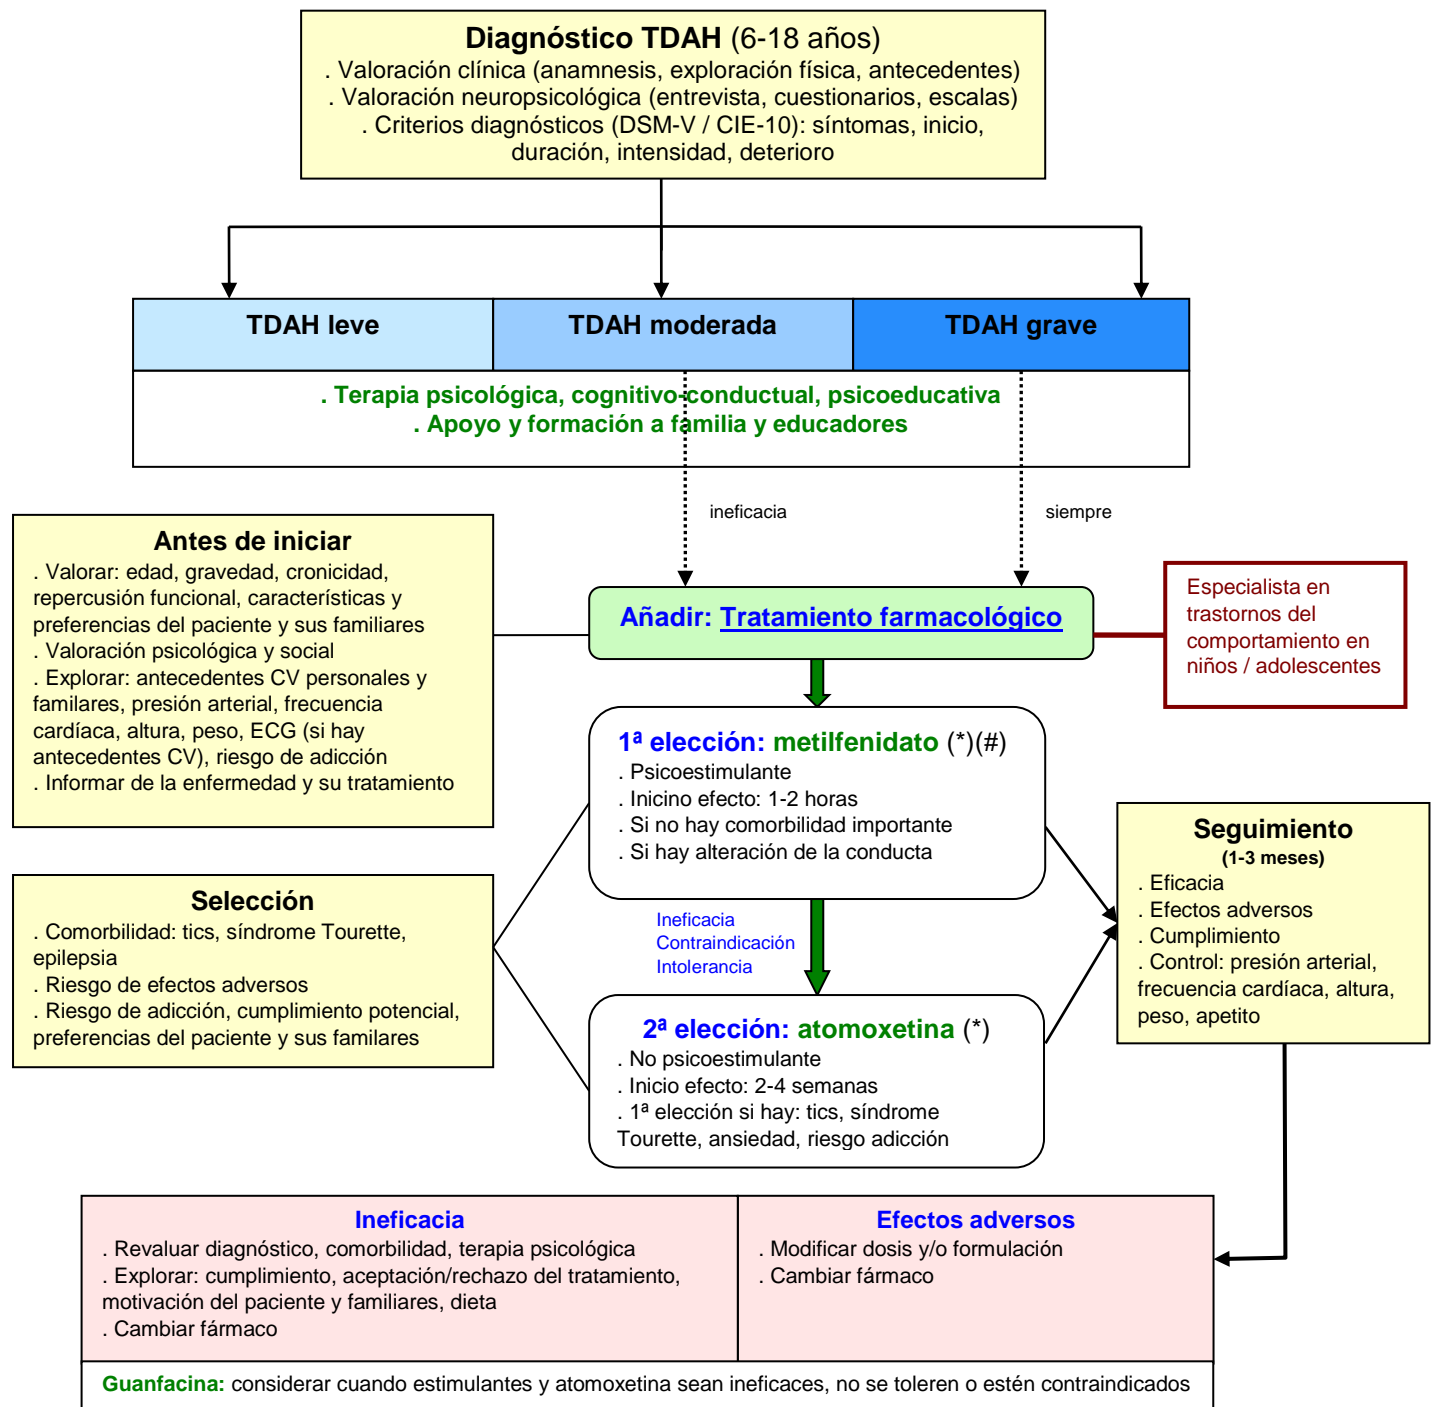 Diagnóstico TDAH (6-18 años)
. Valoración clínica (anamnesis, exploración física, antecedentes)
. Valoración neuropsicológica (entrevista, cuestionarios, escalas)
. Criterios diagnósticos (DSM-V / CIE-10): síntomas, inicio,
duración, intensidad, deterioro
TDAH leve
TDAH moderada
TDAH grave
. Terapia psicológica, cognitivo-conductual, psicoeducativa
. Apoyo y formación a familia y educadores
ineficacia
siempre
Antes de iniciar
. Valorar: edad, gravedad, cronicidad,
repercusión funcional, características y
preferencias del paciente y sus familiares
. Valoración psicológica y social
. Explorar: antecedentes CV personales y
familares, presión arterial, frecuencia
cardíaca, altura, peso, ECG (si hay
antecedentes CV), riesgo de adicción
. Informar de la enfermedad y su tratamiento
Añadir: Tratamiento farmacológico
Especialista en
trastornos del
comportamiento en
niños / adolescentes
1ª elección: metilfenidato (*)(#)
. Psicoestimulante
. Inicino efecto: 1-2 horas
. Si no hay comorbilidad importante
. Si hay alteración de la conducta
Selección
. Comorbilidad: tics, síndrome Tourette,
epilepsia
. Riesgo de efectos adversos
. Riesgo de adicción, cumplimiento potencial,
preferencias del paciente y sus familares
Ineficacia
Contraindicación
Intolerancia
2ª elección: atomoxetina (*)
. No psicoestimulante
. Inicio efecto: 2-4 semanas
. 1ª elección si hay: tics, síndrome
Tourette, ansiedad, riesgo adicción
Seguimiento
(1-3 meses)
. Eficacia
. Efectos adversos
. Cumplimiento
. Control: presión arterial,
frecuencia cardíaca, altura,
peso, apetito
Ineficacia
. Revaluar diagnóstico, comorbilidad, terapia psicológica
. Explorar: cumplimiento, aceptación/rechazo del tratamiento,
motivación del paciente y familiares, dieta
. Cambiar fármaco
Efectos adversos
. Modificar dosis y/o formulación
. Cambiar fármaco
Guanfacina: considerar cuando estimulantes y atomoxetina sean ineficaces, no se toleren o estén contraindicados